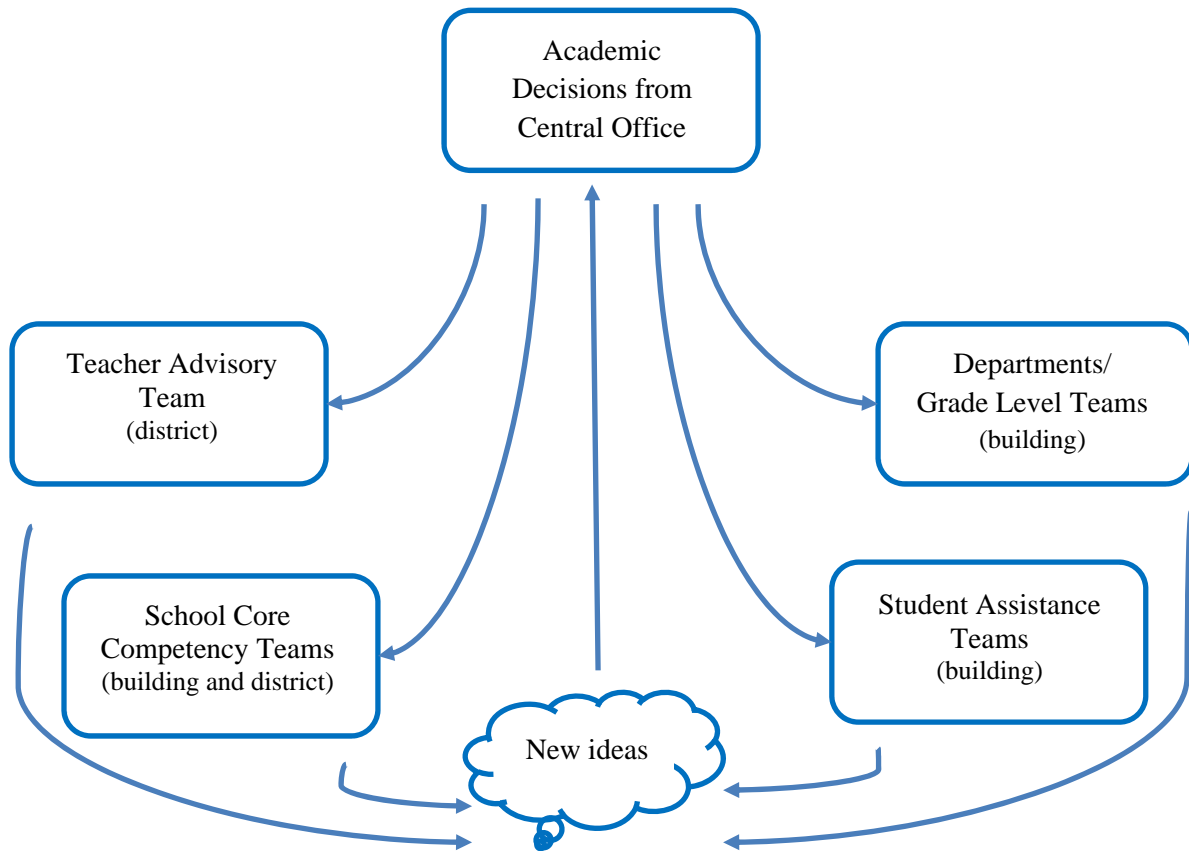 Academic
Decisions from
Central Office
Teacher Advisory
Team
(district)
Departments/
Grade Level Teams
(building)
School Core
Competency Teams
(building and district)
Student Assistance
Teams
(building)
New ideas